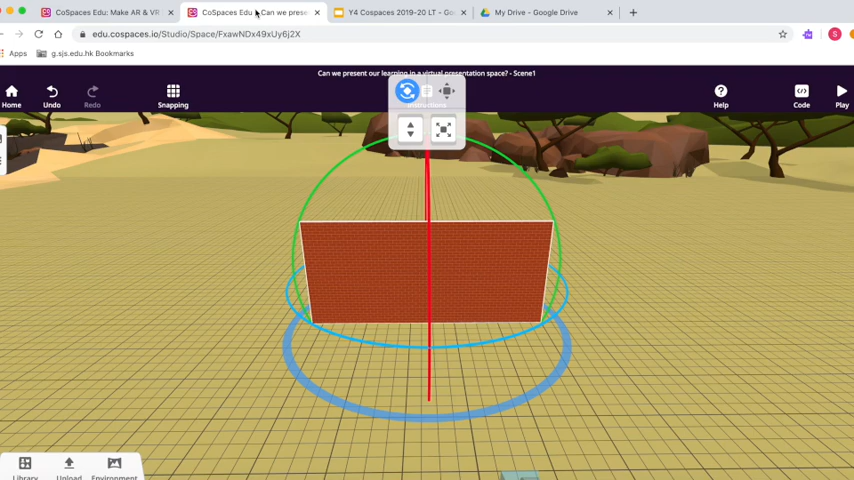 CoSpaces Edu: Make AR & VR
CoSpaces Edu - Can we prese
Y4 Cospaces 2019-20 LT - Go
My Drive - Google Drive
edu.cospaces.io/Studio/Space/FxawNDx49xUy6j2X
S
Apps
g.sjs.edu.hk Bookmarks
Can we present our learning in a virtual presentation space? - Scene1
Home
Undo
Redo
Snapping
Instructions
Help
Code
Play
Library
Upload
Environment